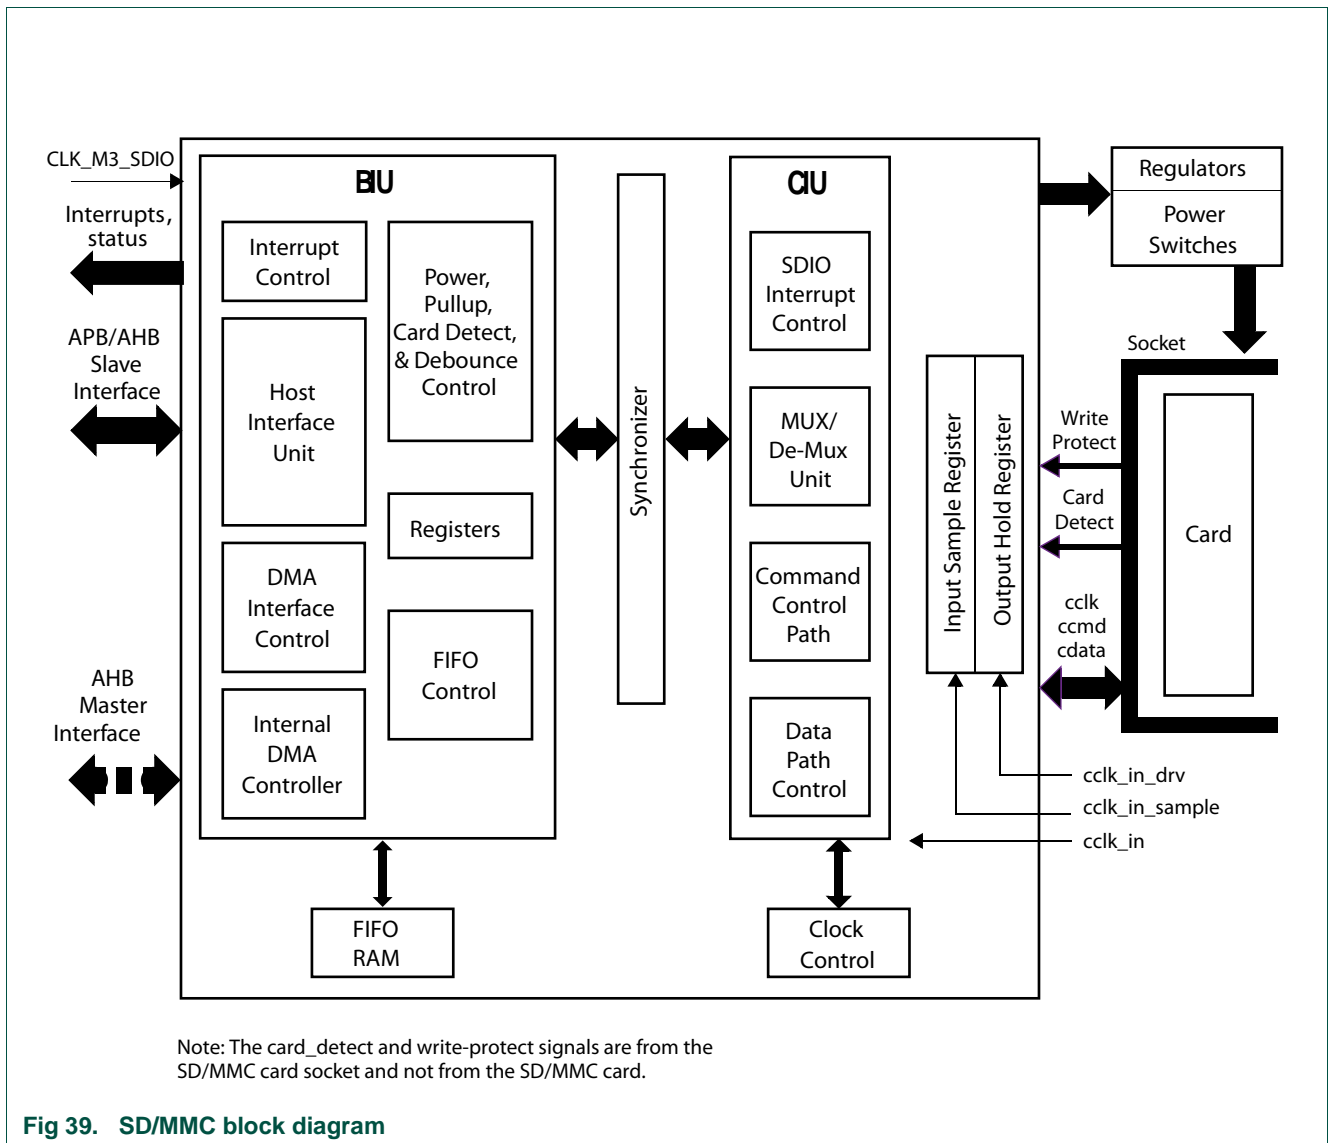 CLK_M3_SDIO
Interrupts,
status
APB/AHB
Slave
Interface
AHB
Master
Interface
BIU
Interrupt
Control
Host
Interface
Unit
DMA
Interface
Control
Internal
DMA
Controller
Power,
Pullup,
Card Detect,
& Debounce
Control
Registers
FIFO
Control
FIFO
RAM
Synchronizer
CIU
SDIO
Interrupt
Control
MUX/
De-Mux
Unit
Command
Control
Path
Data
Path
Control
Clock
Control
Input Sample Register
Output Hold Register
Regulators
Power
Switches
Socket
Write
Protect
Card
Detect
cclk
ccmd
cdata
Card
cclk_in_drv
cclk_in_sample
cclk_in
Note: The card_detect and write-protect signals are from the
SD/MMC card socket and not from the SD/MMC card.
Fig 39. SD/MMC block diagram